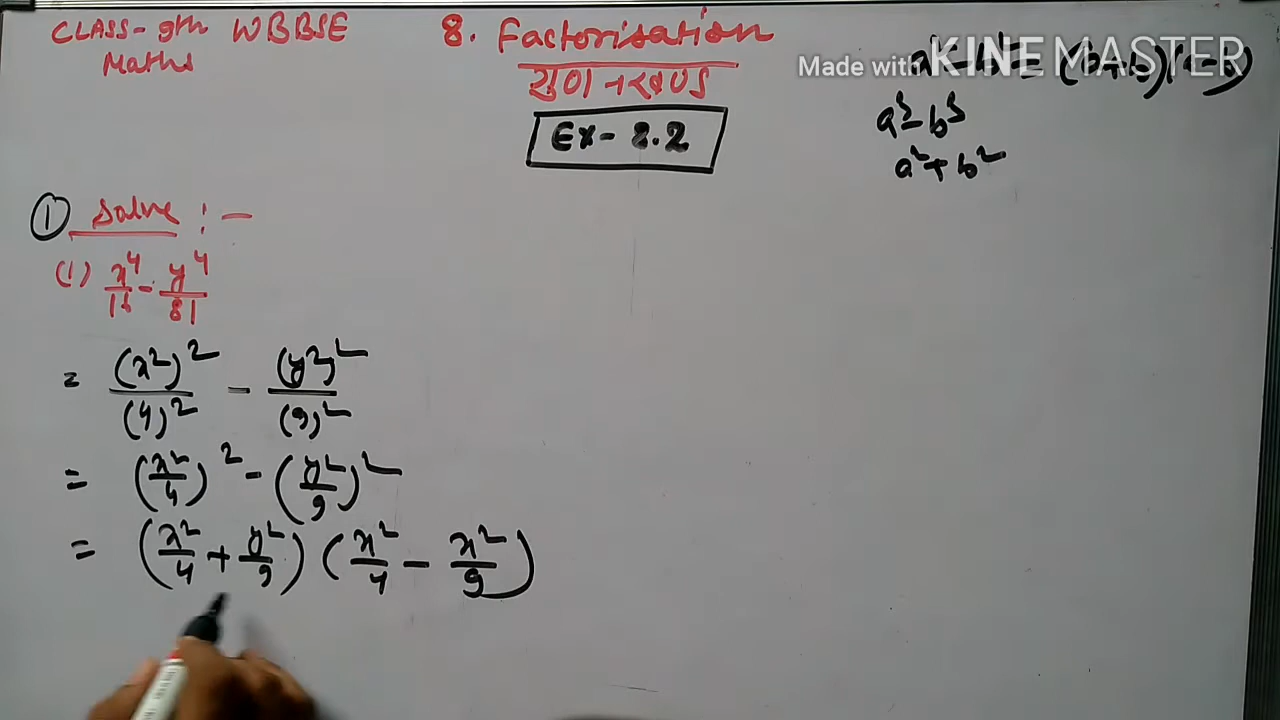 CLASS-9th WBBSE
Maths
8. Factorisation
गुणनखण्ड
Ex- 8.2
Made with KINEMASTER
a³-b³
a²+b²
① Solve :-
(1) x⁴/16 - y⁴/81
= (x²)²/(4)² - (y²)²/(9)²
= (x²/4)² - (y²/9)²
= (x²/4 + y²/9) (x²/4 - x²/9)